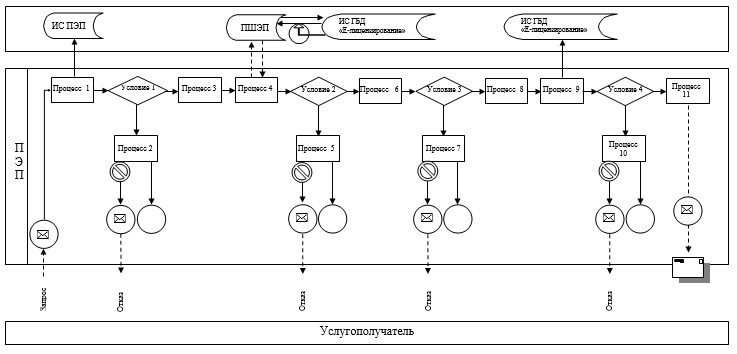 ИС ПЭП
ПШЭП
ИС ГБД
«Е-лицензирование»
ИС ГБД
«Е-лицензирование»
ПЭП
Процесс 1
Условие 1
Процесс 3
Процесс 4
Условие 2
Процесс 6
Условие 3
Процесс 8
Процесс 9
Условие 4
Процесс
11
Процесс 2
Процесс 5
Процесс 7
Процесс
10
Запрос
Отказ
Отказ
Отказ
Отказ
Услугополучатель